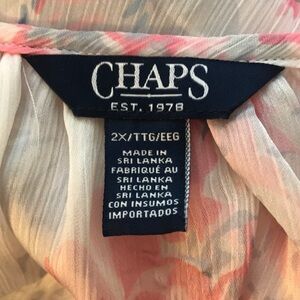 CHAPS
EST. 1978
2X/TTG/EEG
MADE IN
SRI LANKA
FABRIQUÉ AU
SRI LANKA
HECHO EN
SRI LANKA
CON INSUMOS
IMPORTADOS